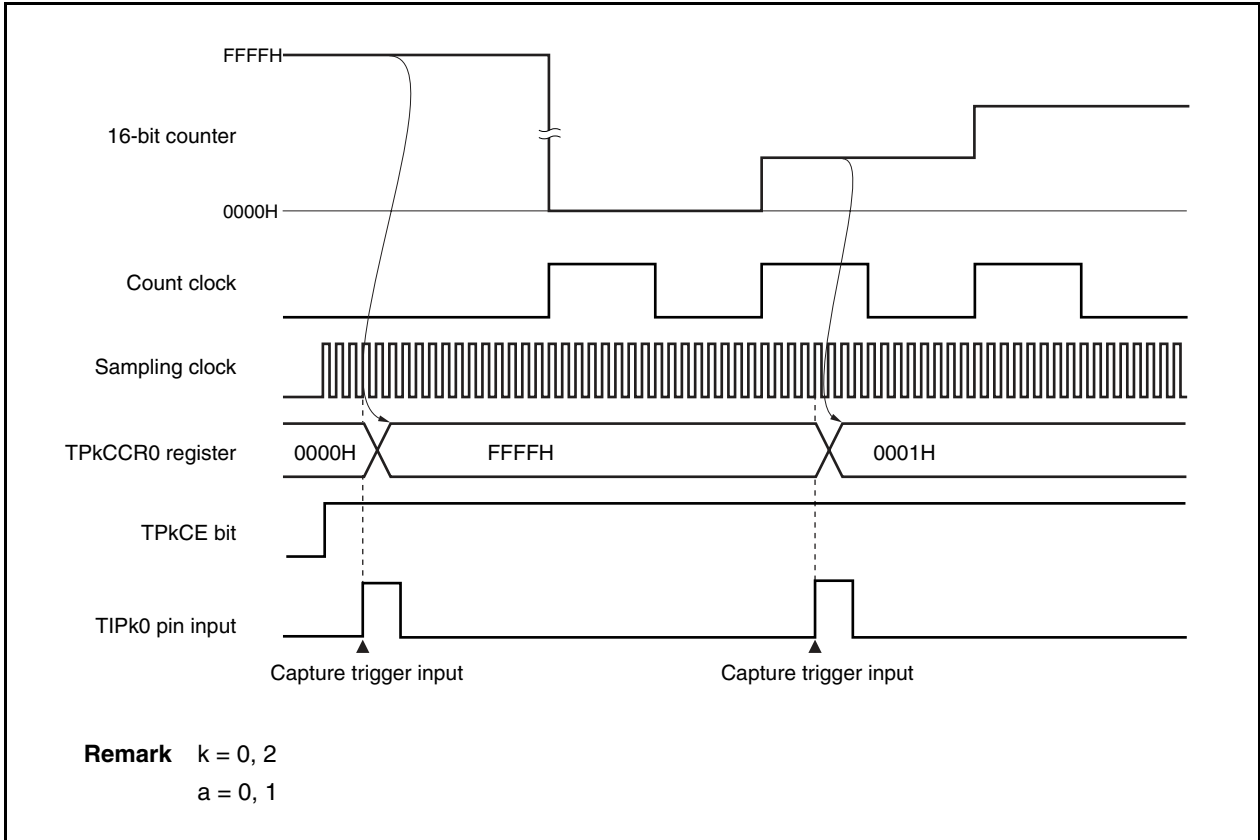 FFFFH
16-bit counter
0000H
Count clock
Sampling clock
TPkCCR0 register 0000H FFFFH 0001H
TPkCE bit
TIPk0 pin input
Capture trigger input Capture trigger input
Remark k = 0, 2
a = 0, 1